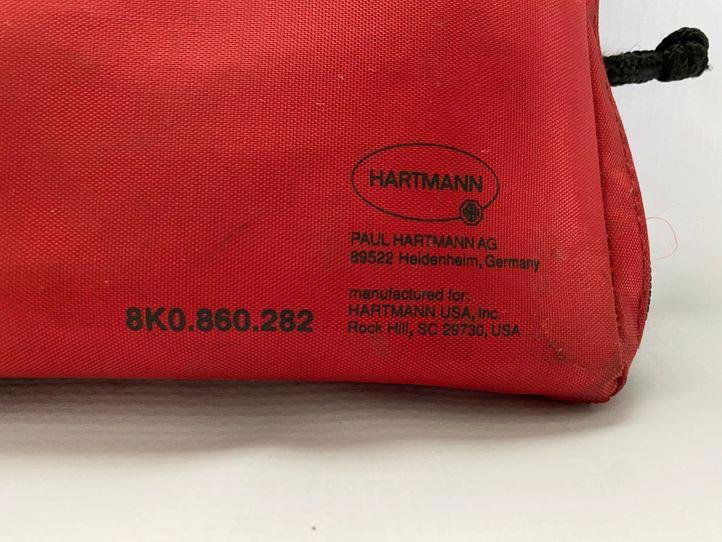 HARTMANN
PAUL HARTMANN AG
89522 Heidenheim, Germany
manufactured for:
HARTMANN USA, Inc.
Rock Hill, SC 29730, USA
8K0.860.282